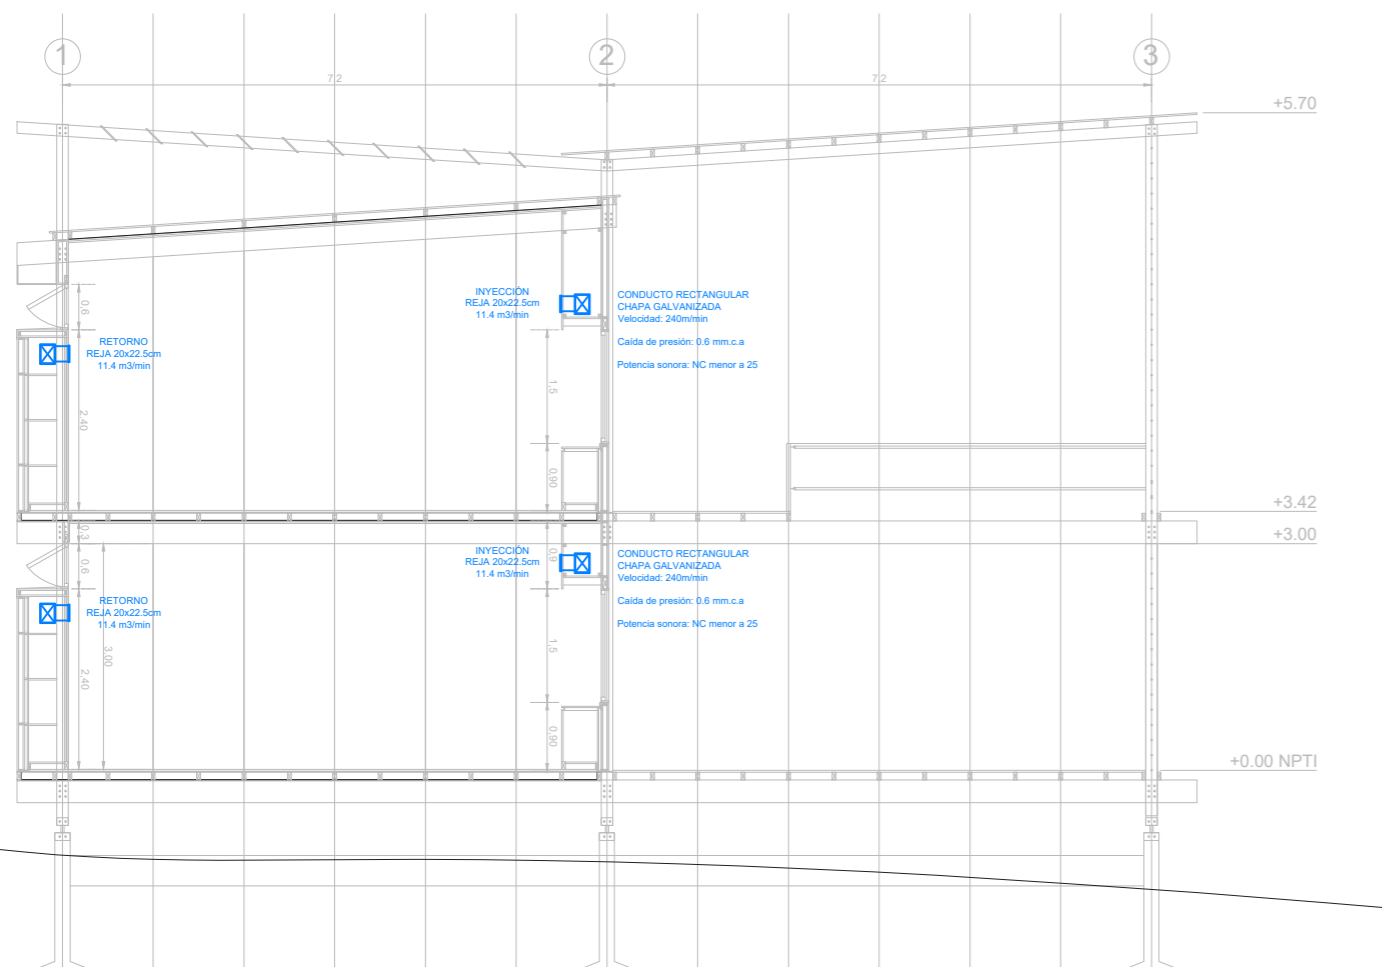 1
2
3
7.2
7.2
+5.70
INYECCIÓN
REJA 20x22.5cm
11.4 m3/min
CONDUCTO RECTANGULAR
CHAPA GALVANIZADA
Velocidad: 240m/min
Caída de presión: 0.6 mm.c.a
Potencia sonora: NC menor a 25
0,6
RETORNO
REJA 20x22.5cm
11.4 m3/min
1,5
2,40
0,90
+3.42
+3.00
0,3
0,6
0,9
INYECCIÓN
REJA 20x22.5cm
11.4 m3/min
CONDUCTO RECTANGULAR
CHAPA GALVANIZADA
Velocidad: 240m/min
Caída de presión: 0.6 mm.c.a
Potencia sonora: NC menor a 25
RETORNO
REJA 20x22.5cm
11.4 m3/min
3,00
1,5
2,40
0,90
+0.00 NPTI